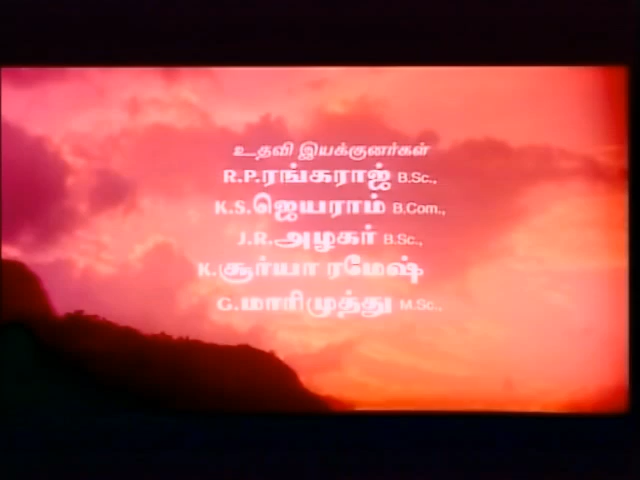 உதவி இயக்குனர்கள்
R.P.ரங்கராஜ் B.Sc.,
K.S.ஜெயராம் B.Com.,
J.R.அழகர் B.Sc.,
K.சூர்யா ரமேஷ்
G.மாரிமுத்து M.Sc.,